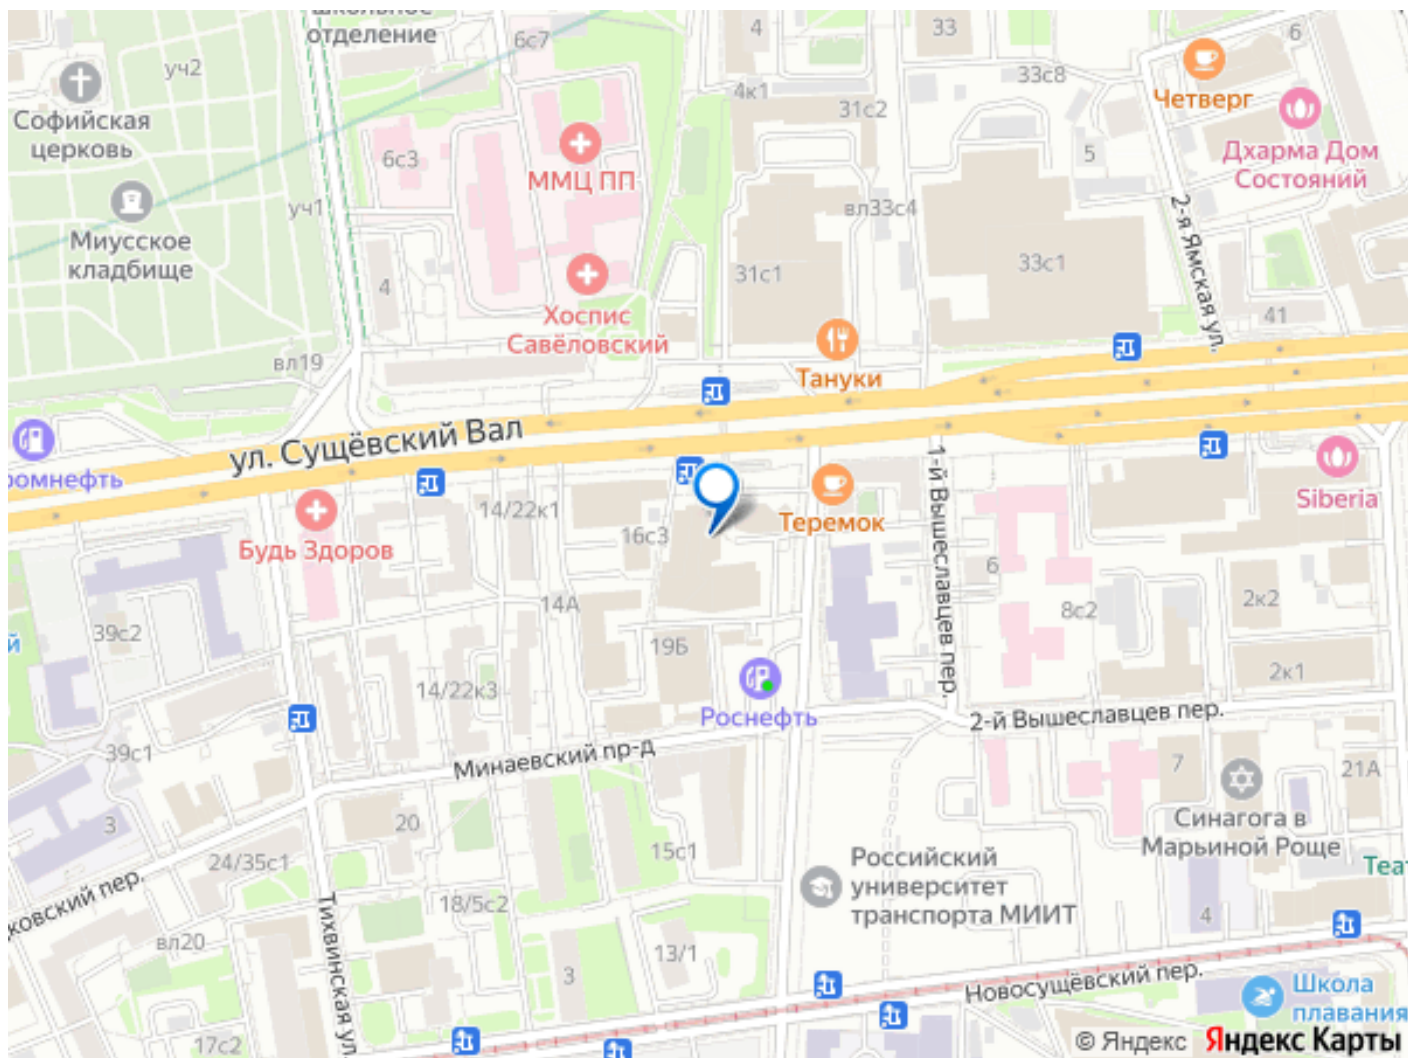 отделение
6с7
4
33
6
уч2
33с8
4к1
Четверг
31с2
Софийская
церковь
6с3
ММЦ ПП
5
Дхарма Дом
Состояний
уч1
вл33с4
2-я Ямская ул.
Миусское
кладбище
4
31с1
33с1
Хоспис
Савёловский
41
вл19
Тануки
ул. Сущёвский Вал
1-й Вышеславцев пер.
Siberia
14/22к1
16с3
Теремок
Будь Здоров
6
14А
8с2
2к2
39с2
й
19Б
14/22к3
2к1
Роснефть
2-й Вышеславцев пер.
39с1
Минаевский пр-д
7
21А
3
20
Синагога в
Марьиной Роще
24/35с1
15с1
Российский
университет
транспорта МИИТ
Теат
ковский пер.
18/5с2
4
Тихвинская ул.
вл20
13/1
3
Новосущёвский пер.
Школа
плавания
17с2
© Яндекс
Яндекс Карты